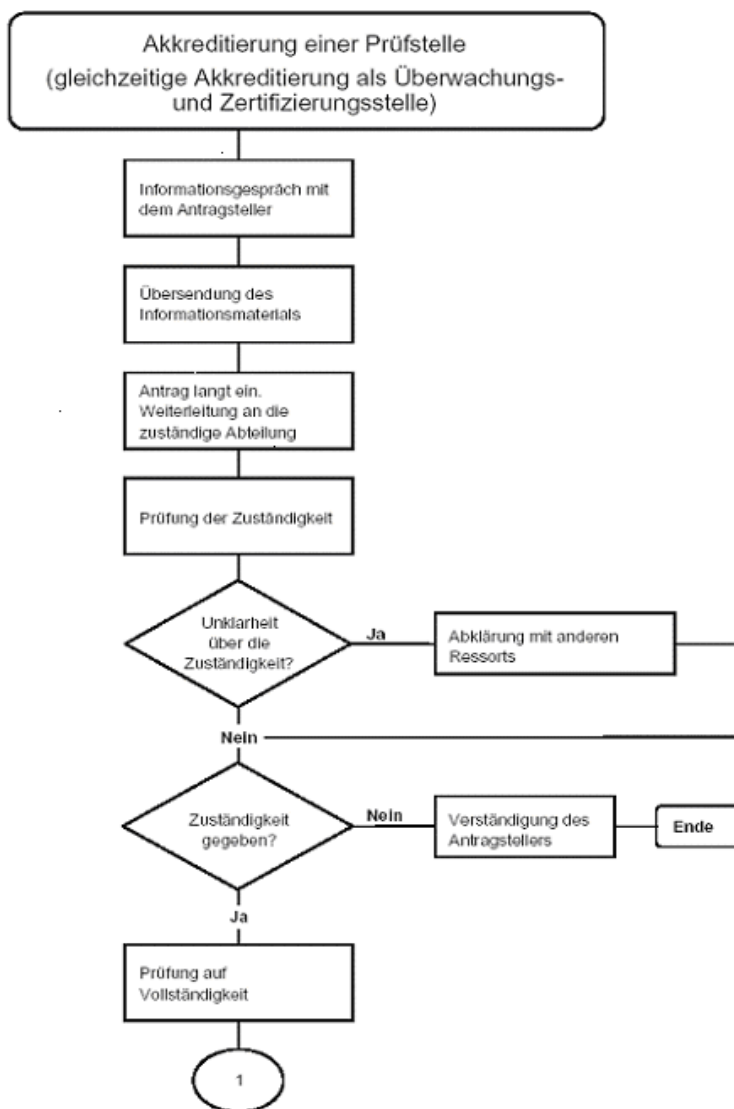 Akkreditierung einer Prüfstelle
(gleichzeitige Akkreditierung als Überwachungs-
und Zertifizierungsstelle)
Informationsgespräch mit
dem Antragsteller
Übersendung des
Informationsmaterials
Antrag langt ein.
Weiterleitung an die
zuständige Abteilung
Prüfung der Zuständigkeit
Unklarheit
über die
Zuständigkeit?
Ja
Abklärung mit anderen
Ressorts
Nein
Zuständigkeit
gegeben?
Nein
Verständigung des
Antragstellers
Ende
Ja
Prüfung auf
Vollständigkeit
1